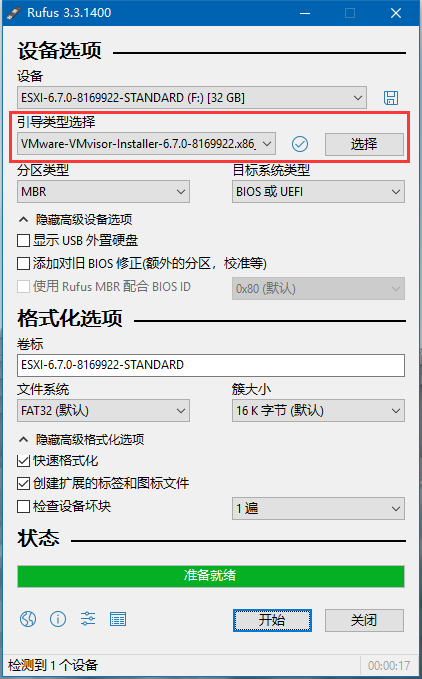 Rufus 3.3.1400
设备选项
设备
ESXI-6.7.0-8169922-STANDARD (F:) [32 GB]
引导类型选择
VMware-VMvisor-Installer-6.7.0-8169922.x86_
选择
分区类型
目标系统类型
MBR
BIOS 或 UEFI
隐藏高级设备选项
显示 USB 外置硬盘
添加对旧 BIOS 修正(额外的分区，校准等)
使用 Rufus MBR 配合 BIOS ID
0x80 (默认)
格式化选项
卷标
ESXI-6.7.0-8169922-STANDARD
文件系统
簇大小
FAT32 (默认)
16 K 字节 (默认)
隐藏高级格式化选项
快速格式化
创建扩展的标签和图标文件
检查设备坏块
1 遍
状态
准备就绪
开始
关闭
检测到 1 个设备
00:00:17